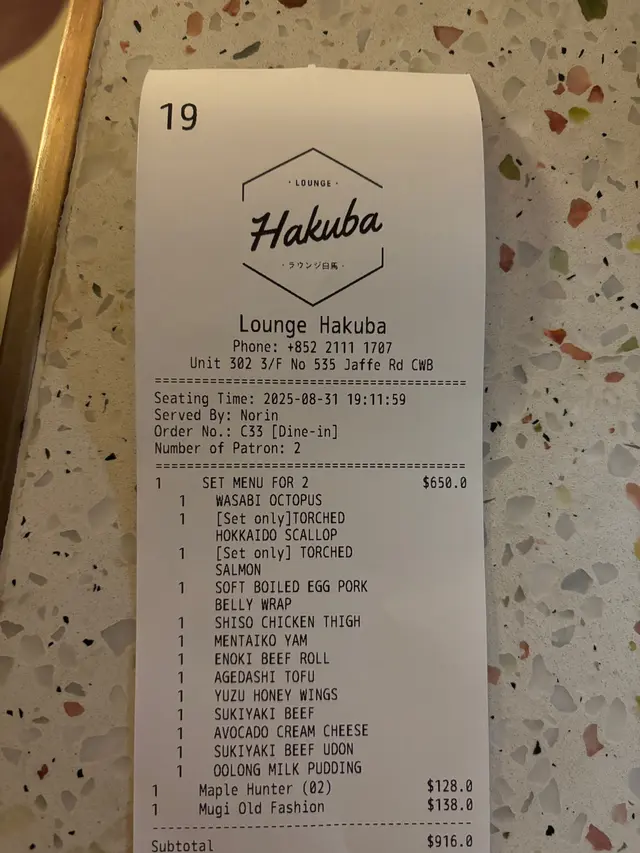 19
· LOUNGE ·
Hakuba
· ラウンジ白馬 ·
Lounge Hakuba
Phone: +852 2111 1707
Unit 302 3/F No 535 Jaffe Rd CWB
==================================================
Seating Time: 2025-08-31 19:11:59
Served By: Norin
Order No.: C33 [Dine-in]
Number of Patron: 2
==================================================
1 SET MENU FOR 2 $650.0
1 WASABI OCTOPUS
1 [Set only]TORCHED
HOKKAIDO SCALLOP
1 [Set only] TORCHED
SALMON
1 SOFT BOILED EGG PORK
BELLY WRAP
1 SHISO CHICKEN THIGH
1 MENTAIKO YAM
1 ENOKI BEEF ROLL
1 AGEDASHI TOFU
1 YUZU HONEY WINGS
1 SUKIYAKI BEEF
1 AVOCADO CREAM CHEESE
1 SUKIYAKI BEEF UDON
1 OOLONG MILK PUDDING
1 Maple Hunter (02) $128.0
1 Mugi Old Fashion $138.0
--------------------------------------------------
Subtotal $916.0